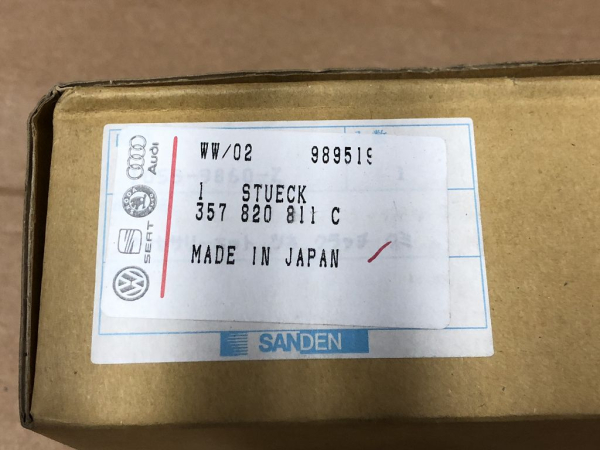 WW/02 989519
1 STUECK
357 820 811 C
MADE IN JAPAN
Audi
SEAT
SANDEN